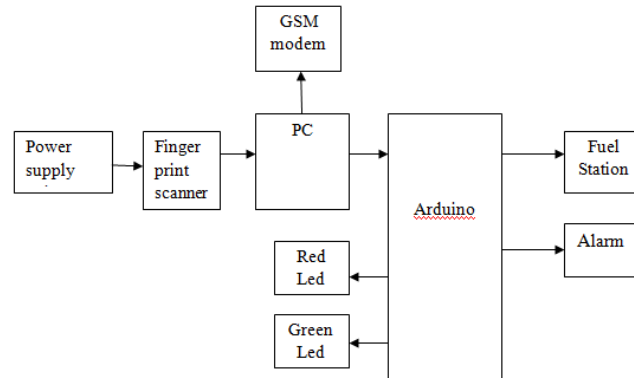 GSM
modem
Power
supply
Finger
print
scanner
PC
Arduino
Fuel
Station
Alarm
Red
Led
Green
Led